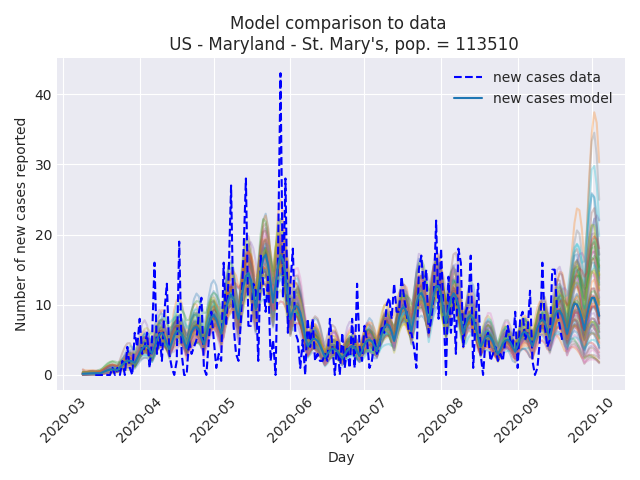 Model comparison to data
US - Maryland - St. Mary's, pop. = 113510
new cases data
new cases model
Number of new cases reported
40
30
20
10
0
2020-03
2020-04
2020-05
2020-06
2020-07
2020-08
2020-09
2020-10
Day